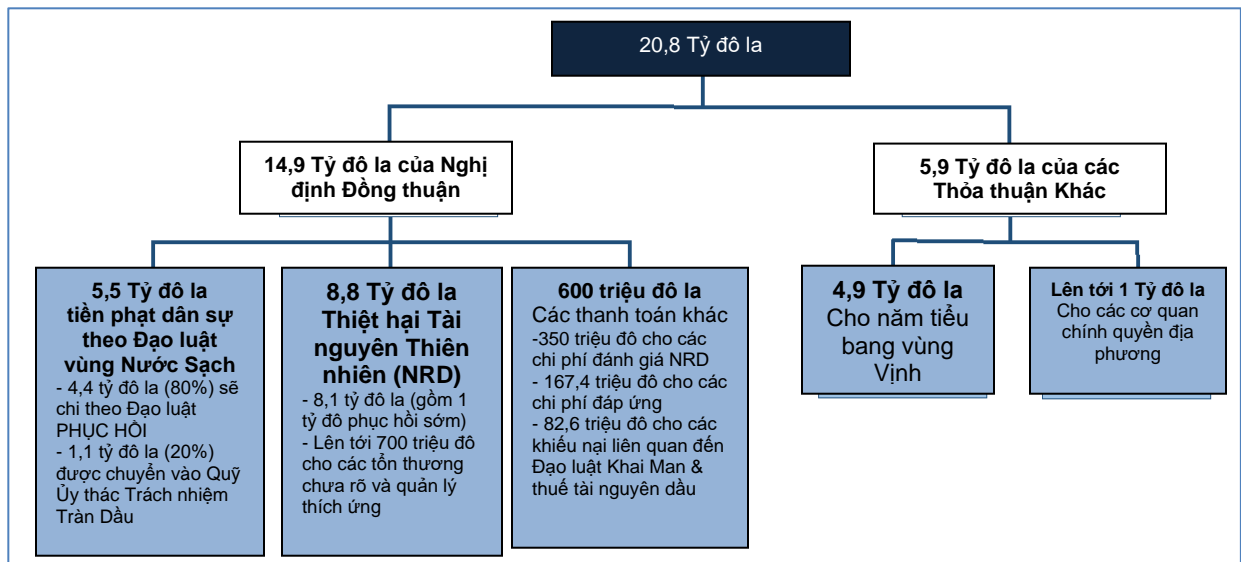 20,8 Tỷ đô la
14,9 Tỷ đô la của Nghị
định Đồng thuận
5,9 Tỷ đô la của các
Thỏa thuận Khác
5,5 Tỷ đô la
tiền phạt dân sự
theo Đạo luật
vùng Nước Sạch
- 4,4 tỷ đô la (80%) sẽ
chi theo Đạo luật
PHỤC HỒI
- 1,1 tỷ đô la (20%)
được chuyển vào Quỹ
Ủy thác Trách nhiệm
Tràn Dầu
8,8 Tỷ đô la
Thiệt hại Tài
nguyên Thiên
nhiên (NRD)
- 8,1 tỷ đô la (gồm 1
tỷ đô phục hồi sớm)
- Lên tới 700 triệu đô
cho các tổn thương
chưa rõ và quản lý
thích ứng
600 triệu đô la
Các thanh toán khác
-350 triệu đô cho các
chi phí đánh giá NRD
- 167,4 triệu đô cho các
chi phí đáp ứng
- 82,6 triệu đô cho các
khiếu nại liên quan đến
Đạo luật Khai Man &
thuế tài nguyên dầu
4,9 Tỷ đô la
Cho năm tiểu
bang vùng
Vịnh
Lên tới 1 Tỷ đô la
Cho các cơ quan
chính quyền địa
phương